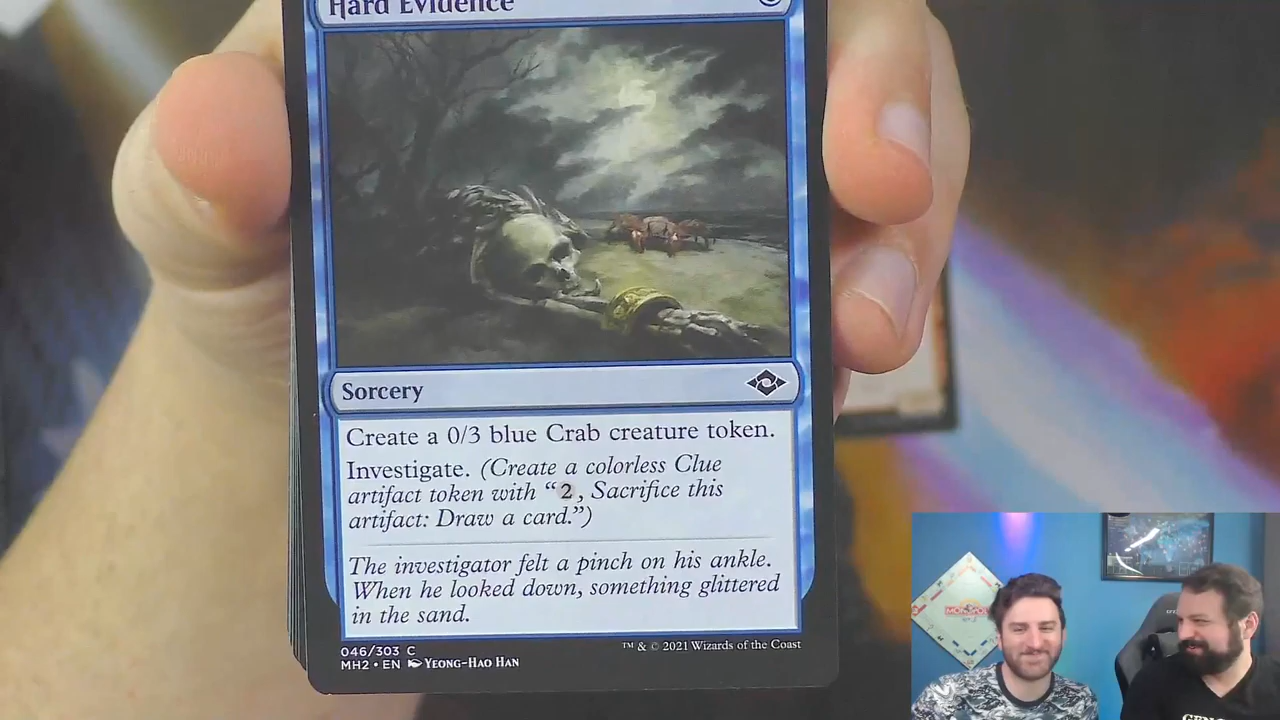 Hard Evidence
Sorcery
Create a 0/3 blue Crab creature token.
Investigate. (Create a colorless Clue
artifact token with “2, Sacrifice this
artifact: Draw a card.”)
The investigator felt a pinch on his ankle.
When he looked down, something glittered
in the sand.
046/303 C
MH2 • EN Yeong-Hao Han
™ & © 2021 Wizards of the Coast
MONOPOLY